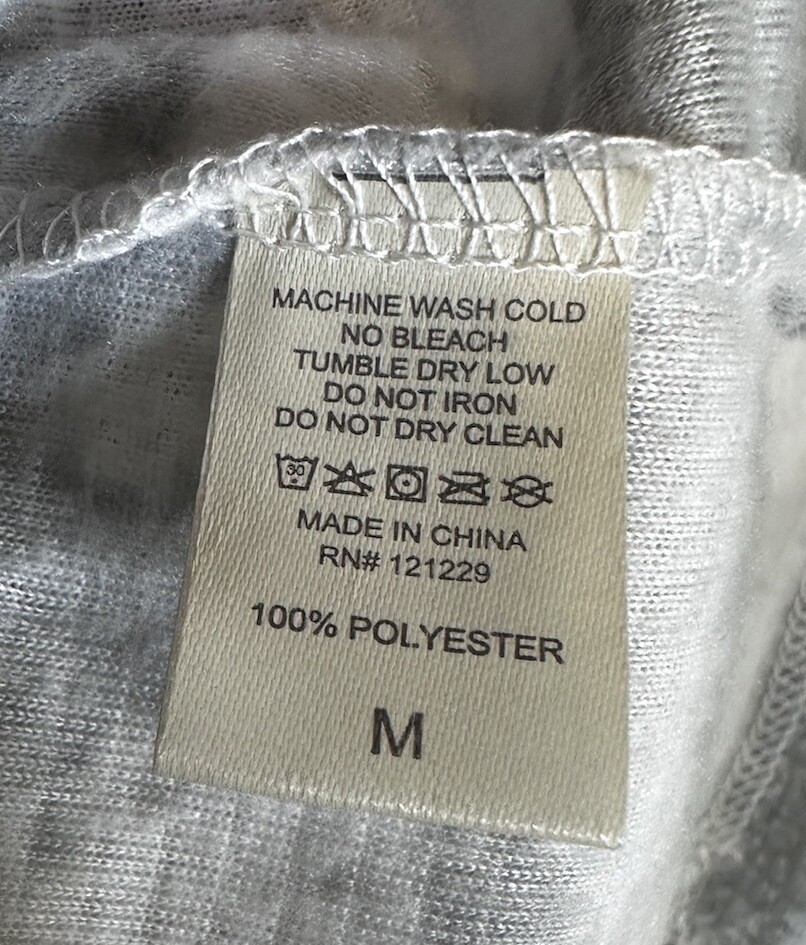 MACHINE WASH COLD
NO BLEACH
TUMBLE DRY LOW
DO NOT IRON
DO NOT DRY CLEAN
30
MADE IN CHINA
RN# 121229
100% POLYESTER
M